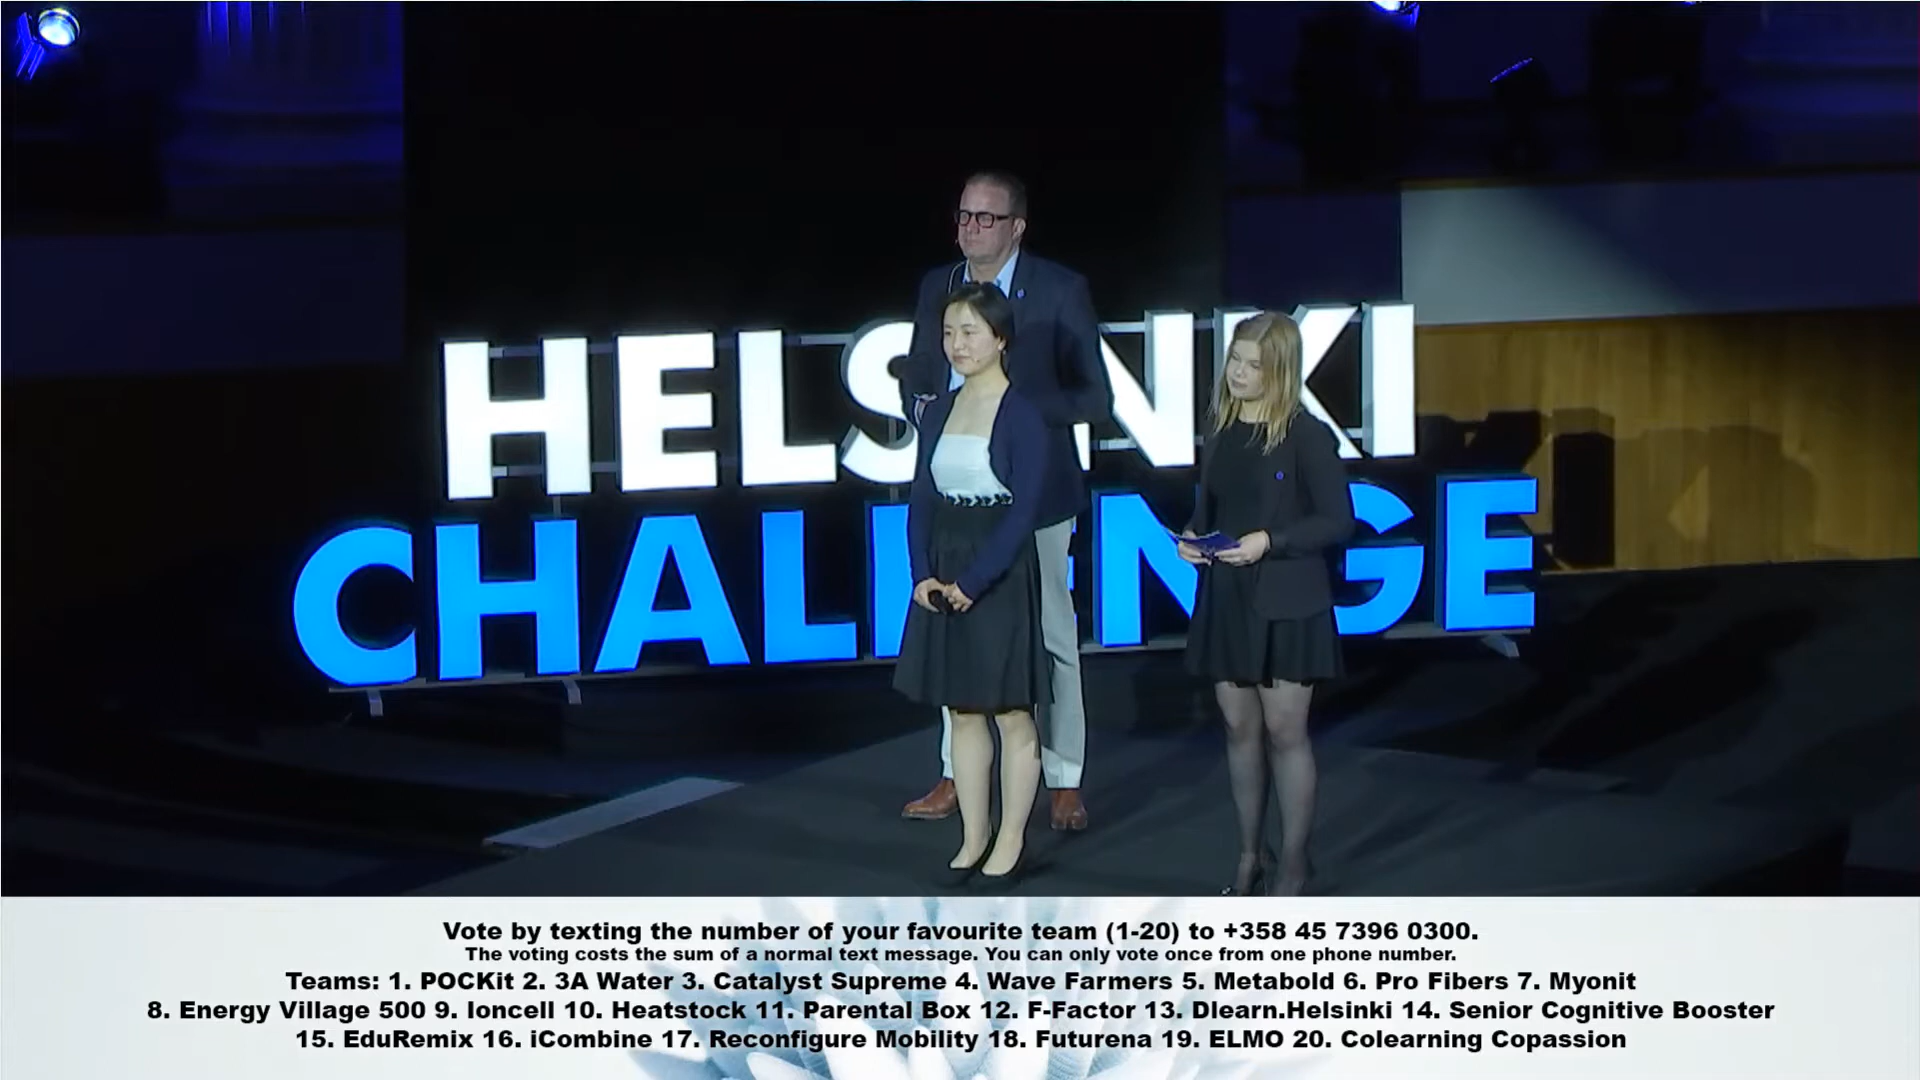 HELSINKI
CHALLENGE
Vote by texting the number of your favourite team (1-20) to +358 45 7396 0300.
The voting costs the sum of a normal text message. You can only vote once from one phone number.
Teams: 1. POCKit 2. 3A Water 3. Catalyst Supreme 4. Wave Farmers 5. Metabold 6. Pro Fibers 7. Myonit
8. Energy Village 500 9. Ioncell 10. Heatstock 11. Parental Box 12. F-Factor 13. Dlearn.Helsinki 14. Senior Cognitive Booster
15. EduRemix 16. iCombine 17. Reconfigure Mobility 18. Futurena 19. ELMO 20. Colearning Copassion